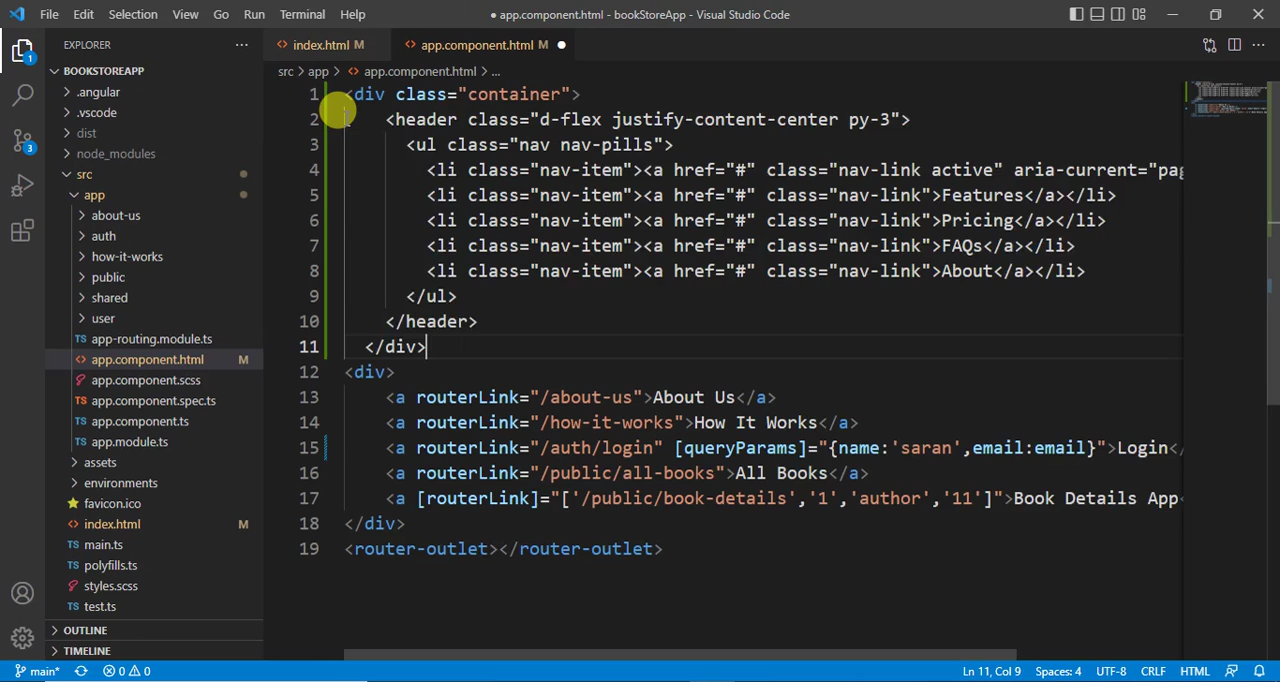 File Edit Selection View Go Run Terminal Help
● app.component.html - bookStoreApp - Visual Studio Code
EXPLORER
index.html M
app.component.html M
src > app > app.component.html > ...
BOOKSTOREAPP
.angular
.vscode
dist
node_modules
src
app
about-us
auth
how-it-works
public
shared
user
app-routing.module.ts
app.component.html M
app.component.scss
app.component.spec.ts
app.component.ts
app.module.ts
assets
environments
favicon.ico
index.html M
main.ts
polyfills.ts
styles.scss
test.ts
OUTLINE
TIMELINE
1
3
1 <div class="container">
2 <header class="d-flex justify-content-center py-3">
3 <ul class="nav nav-pills">
4 <li class="nav-item"><a href="#" class="nav-link active" aria-current="pag
5 <li class="nav-item"><a href="#" class="nav-link">Features</a></li>
6 <li class="nav-item"><a href="#" class="nav-link">Pricing</a></li>
7 <li class="nav-item"><a href="#" class="nav-link">FAQs</a></li>
8 <li class="nav-item"><a href="#" class="nav-link">About</a></li>
9 </ul>
10 </header>
11 </div>
12 <div>
13 <a routerLink="/about-us">About Us</a>
14 <a routerLink="/how-it-works">How It Works</a>
15 <a routerLink="/auth/login" [queryParams]="{name:'saran',email:email}">Login</
16 <a routerLink="/public/all-books">All Books</a>
17 <a [routerLink]="['/public/book-details','1','author','11']">Book Details App<
18 </div>
19 <router-outlet></router-outlet>
main* 0 0
Ln 11, Col 9 Spaces: 4 UTF-8 CRLF HTML